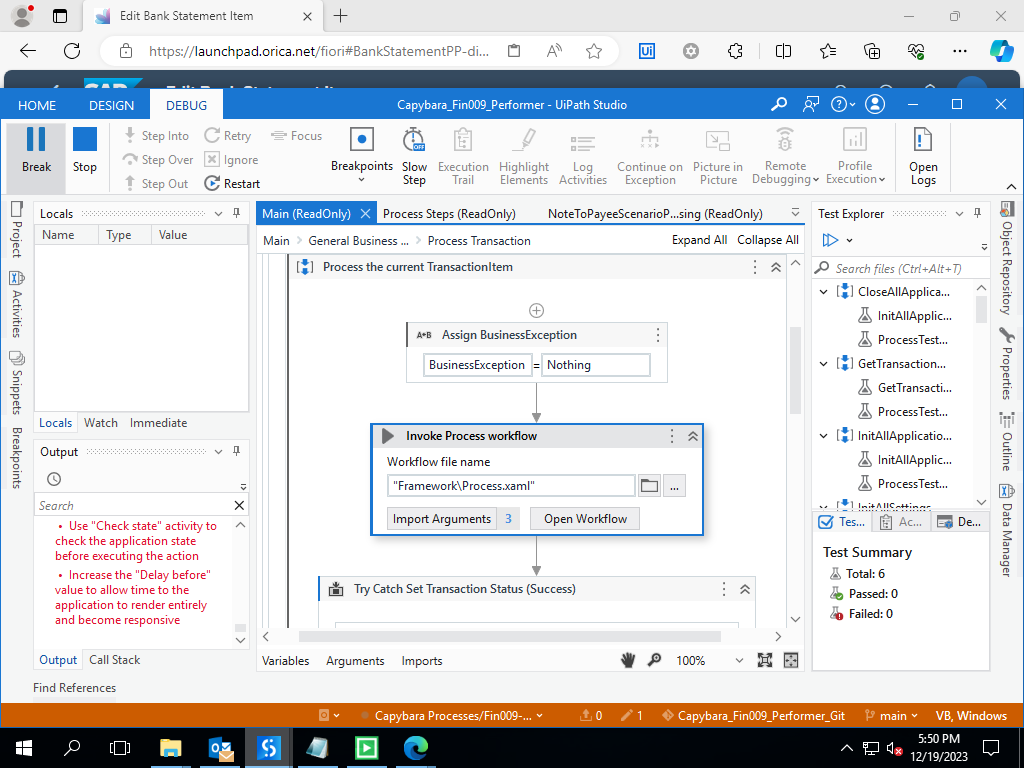 Edit Bank Statement Item
https://launchpad.orica.net/fiori#BankStatementPP-di...
HOME DESIGN DEBUG Capybara_Fin009_Performer - UiPath Studio
Break
Stop
Step Into
Step Over
Step Out
Retry
Ignore
Restart
Focus
Breakpoints
Slow Step
Execution Trail
Highlight Elements
Log Activities
Continue on Exception
Picture in Picture
Remote Debugging
Profile Execution
Open Logs
Project
Activities
Snippets
Breakpoints
Locals
Name Type Value
Locals Watch Immediate
Output
Search
• Use "Check state" activity to
check the application state
before executing the action
• Increase the "Delay before"
value to allow time to the
application to render entirely
and become responsive
Output Call Stack
Find References
Main (ReadOnly) Process Steps (ReadOnly) NoteToPayeeScenarioP...sing (ReadOnly)
Main > General Business ... > Process Transaction Expand All Collapse All
Process the current TransactionItem
A*B Assign BusinessException
BusinessException = Nothing
Invoke Process workflow
Workflow file name
"Framework\Process.xaml"
...
Import Arguments 3 Open Workflow
Try Catch Set Transaction Status (Success)
Variables Arguments Imports 100%
Test Explorer
Search files (Ctrl+Alt+T)
CloseAllApplica...
InitAllApplic...
ProcessTest...
GetTransaction...
GetTransacti...
ProcessTest...
InitAllApplicatio...
InitAllApplic...
ProcessTest...
InitAllSettings
Tes... Ac... De...
Test Summary
Total: 6
Passed: 0
Failed: 0
Object Repository
Properties
Outline
Data Manager
Capybara Processes/Fin009-... 0 1 Capybara_Fin009_Performer_Git main VB, Windows
5:50 PM
12/19/2023